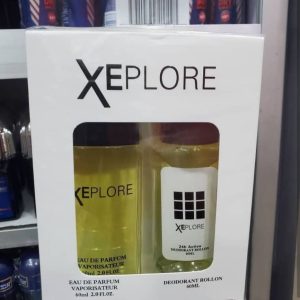 XEPLORE
XEPLORE
EAU DE PARFUM
VAPORISATEUR
2.0 FL.OZ
XEPLORE
24h Action
DEODORANT ROLLON
60ML
EAU DE PARFUM
VAPORISATEUR
60ml 2.0 FL.OZ
DEODORANT ROLLON
60ML